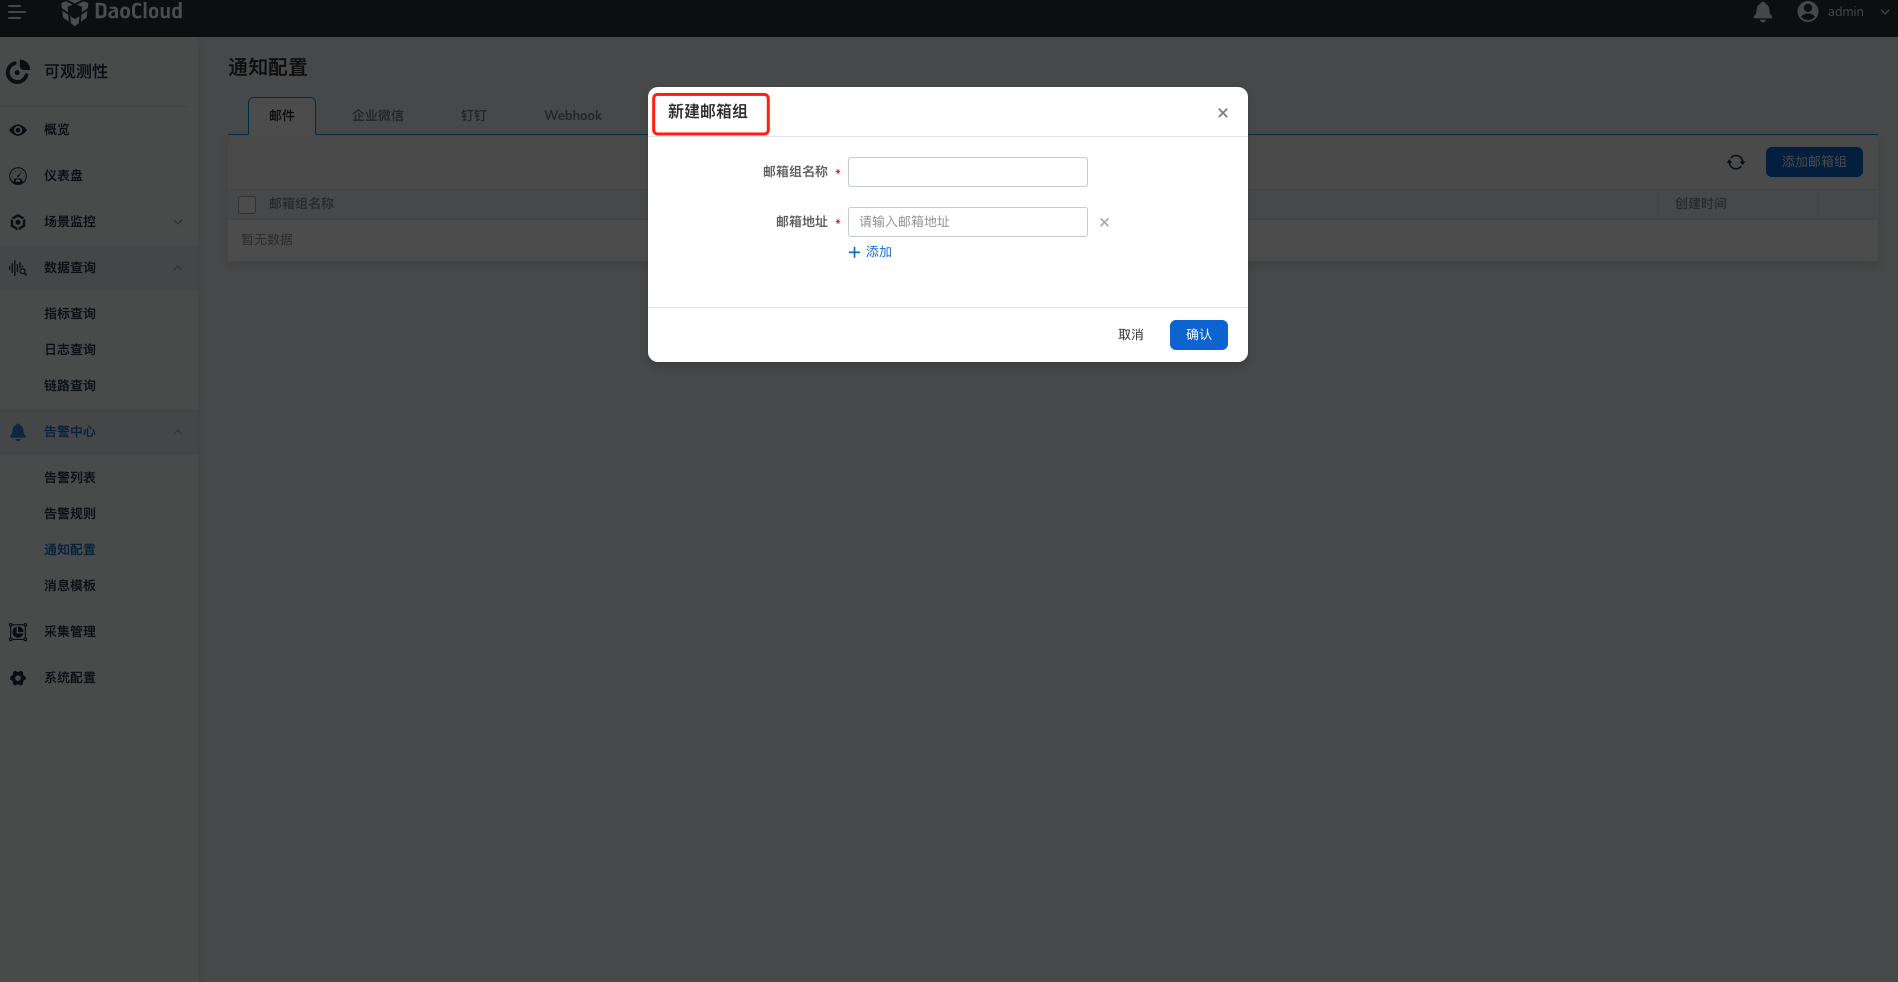 DaoCloud
admin
可观测性
概览
仪表盘
场景监控
数据查询
指标查询
日志查询
链路查询
告警中心
告警列表
告警规则
通知配置
消息模板
采集管理
系统配置
通知配置
邮件
企业微信
钉钉
Webhook
添加邮箱组
邮箱组名称
创建时间
暂无数据
新建邮箱组
邮箱组名称 *
邮箱地址 * 请输入邮箱地址
添加
取消
确认